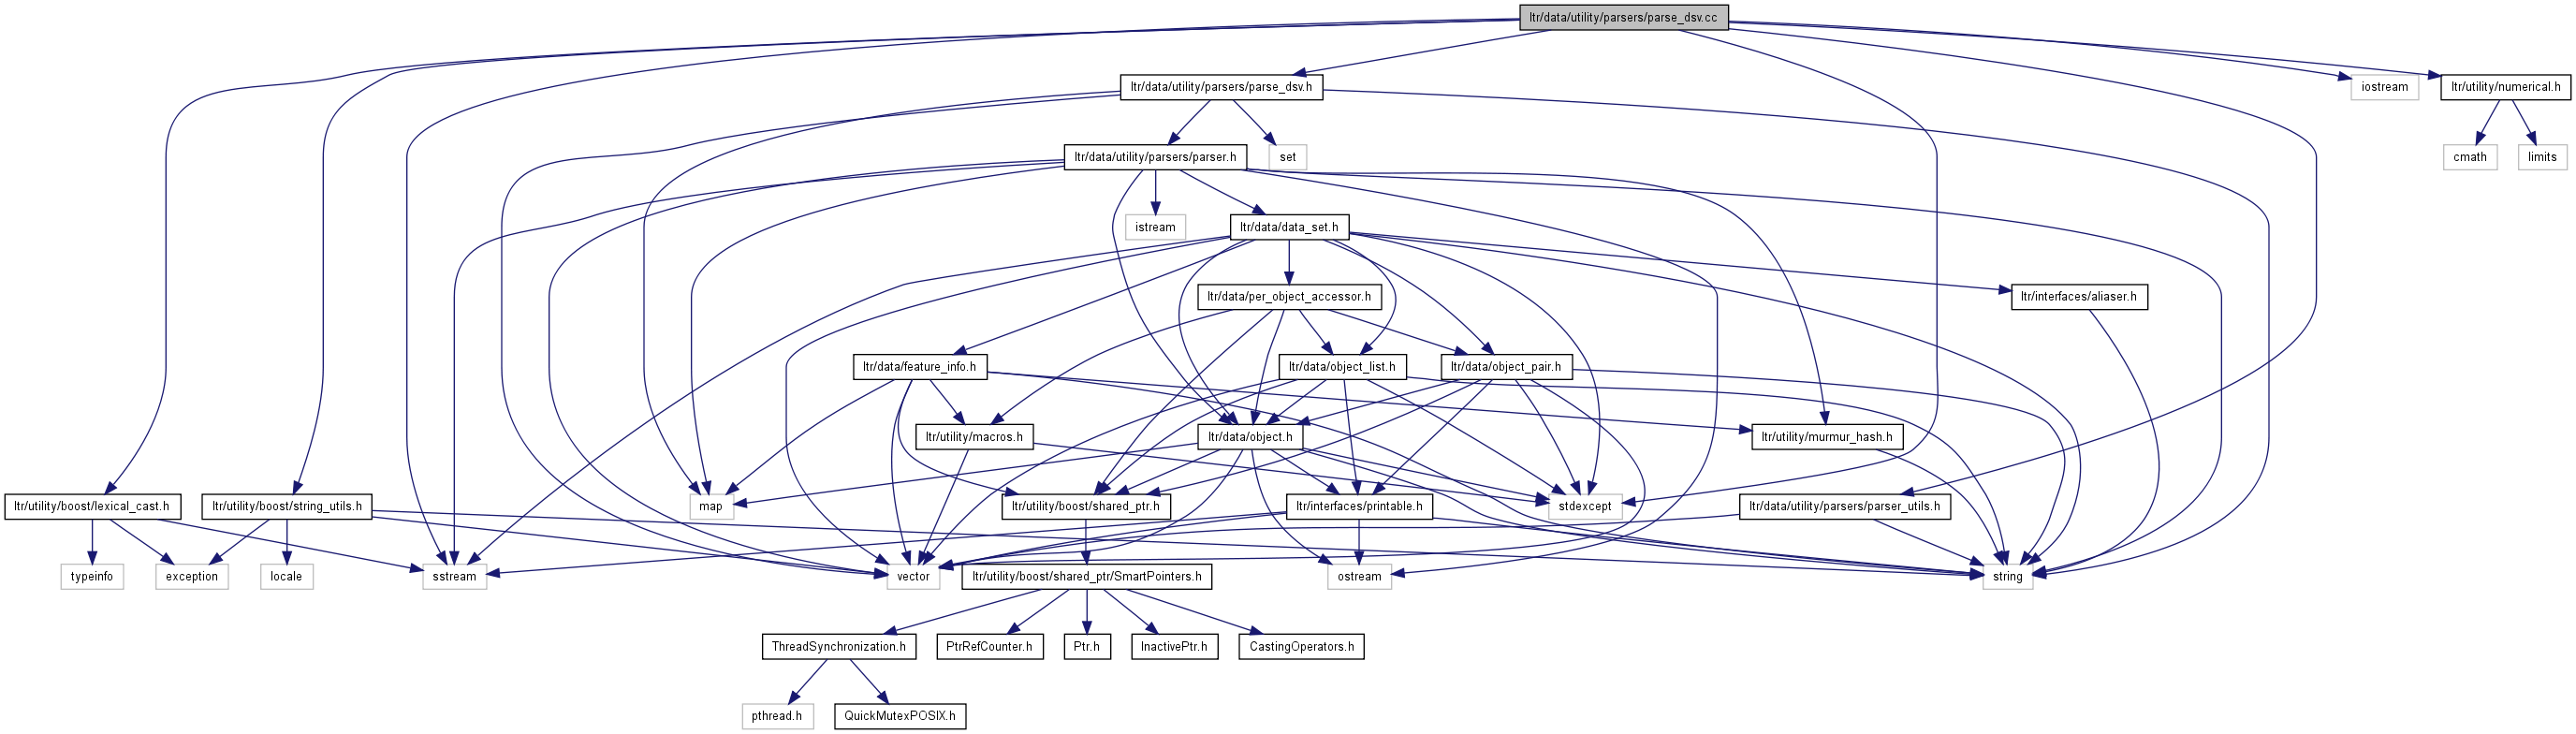 ltr/data/utility/parsers/parse_dsv.cc
ltr/data/utility/parsers/parse_dsv.h
iostream
ltr/utility/numerical.h
ltr/data/utility/parsers/parser.h
set
cmath
limits
istream
ltr/data/data_set.h
ltr/data/per_object_accessor.h
ltr/interfaces/aliaser.h
ltr/data/feature_info.h
ltr/data/object_list.h
ltr/data/object_pair.h
ltr/utility/macros.h
ltr/data/object.h
ltr/utility/murmur_hash.h
ltr/utility/boost/lexical_cast.h
ltr/utility/boost/string_utils.h
map
ltr/utility/boost/shared_ptr.h
ltr/interfaces/printable.h
stdexcept
ltr/data/utility/parsers/parser_utils.h
typeinfo
exception
locale
sstream
vector
ltr/utility/boost/shared_ptr/SmartPointers.h
ostream
string
ThreadSynchronization.h
PtrRefCounter.h
Ptr.h
InactivePtr.h
CastingOperators.h
pthread.h
QuickMutexPOSIX.h